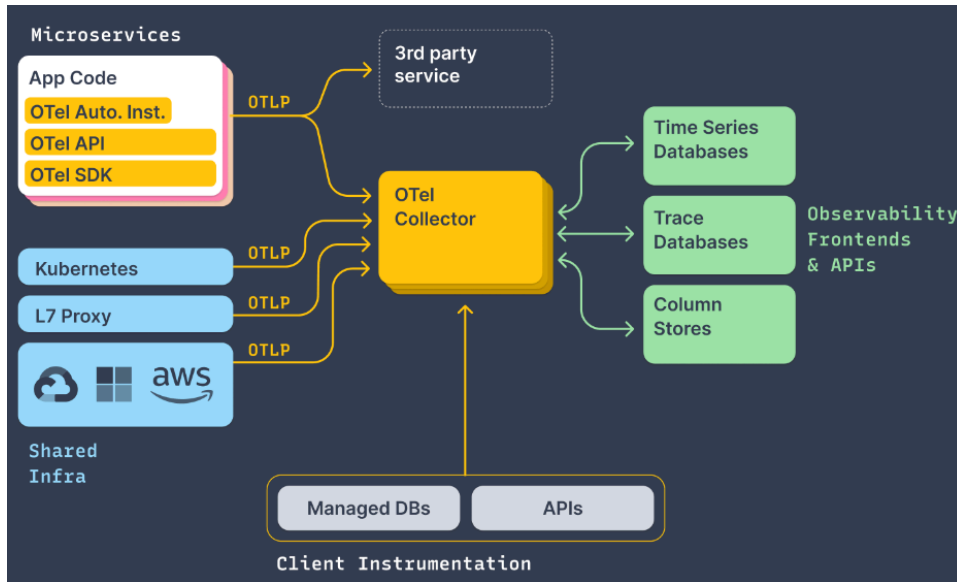 Microservices
App Code
OTel Auto. Inst.
OTel API
OTel SDK
OTLP
3rd party
service
OTel
Collector
Time Series
Databases
Trace
Databases
Column
Stores
Observability
Frontends
& APIs
Kubernetes
OTLP
L7 Proxy
OTLP
aws
Shared
Infra
Managed DBs
APIs
Client Instrumentation